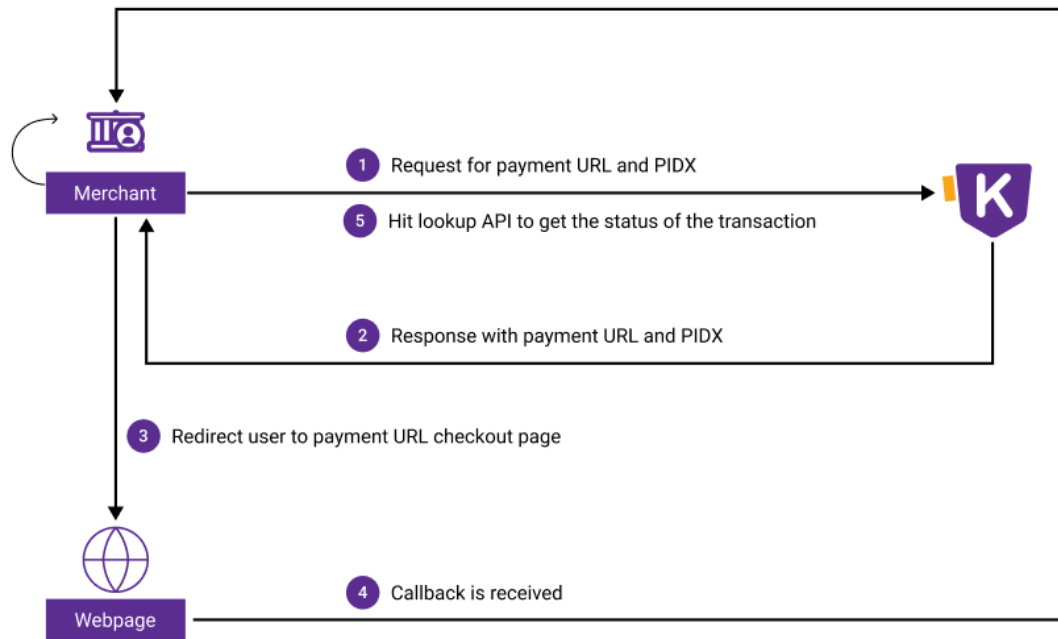 1 Request for payment URL and PIDX
Merchant
K
5 Hit lookup API to get the status of the transaction
2 Response with payment URL and PIDX
3 Redirect user to payment URL checkout page
4 Callback is received
Webpage